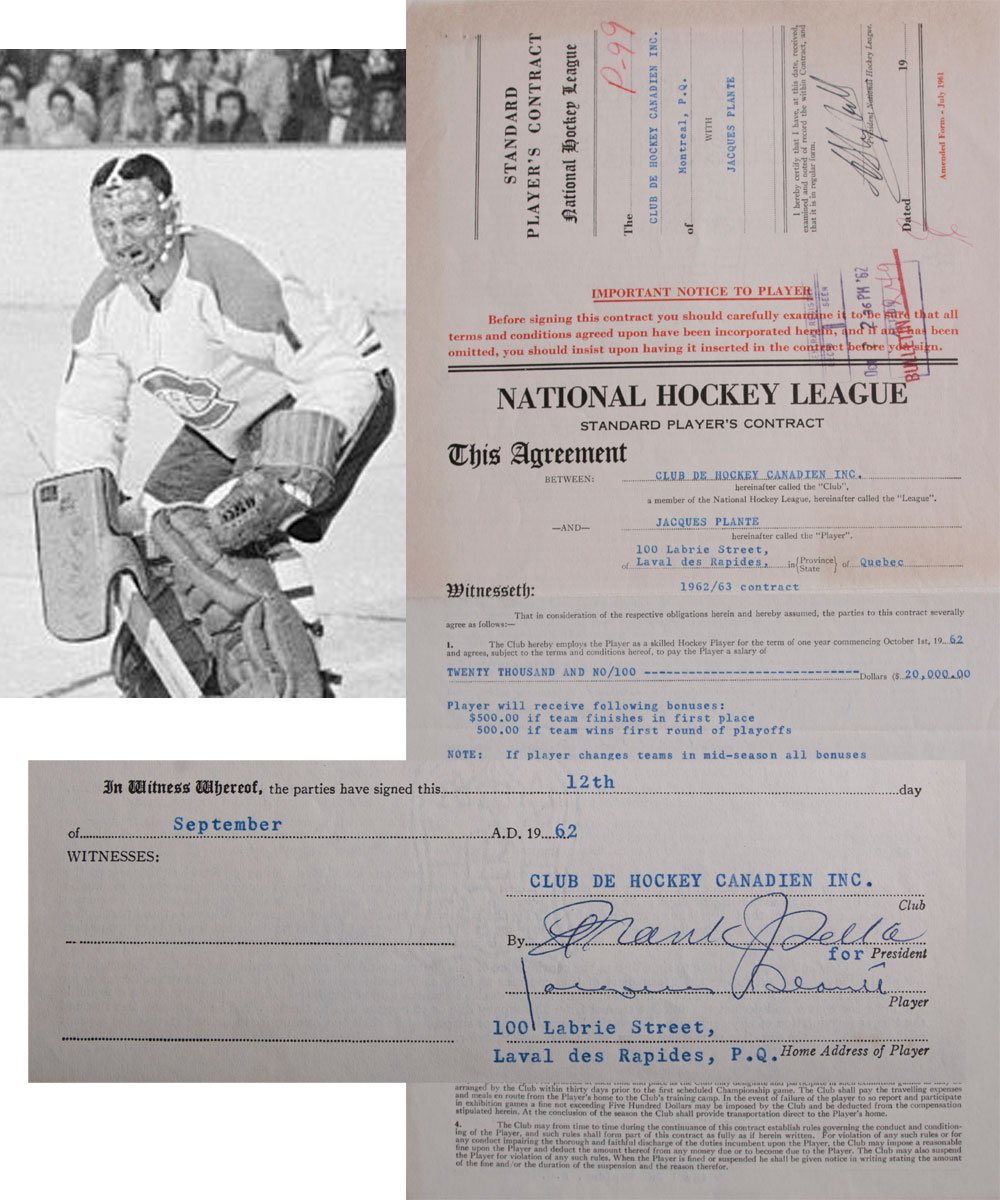 STANDARD
PLAYER'S CONTRACT
National Hockey League
P-99
The
CLUB DE HOCKEY CANADIEN INC.
of Montreal, P.Q.
WITH
JACQUES PLANTE
I hereby certify that I have, at this date, received,
examined and noted of record the within Contract, and
that it is in regular form.
President National Hockey League.
Dated 19
Amended Form - July 1961
IMPORTANT NOTICE TO PLAYER
Before signing this contract you should carefully examine it to be sure that all
terms and conditions agreed upon have been incorporated herein, and if any has been
omitted, you should insist upon having it inserted in the contract before you sign.
SEEN
2 PM '62
BULLETIN
NATIONAL HOCKEY LEAGUE
STANDARD PLAYER'S CONTRACT
This Agreement
BETWEEN: CLUB DE HOCKEY CANADIEN INC.
hereinafter called the "Club",
a member of the National Hockey League, hereinafter called the "League".
—AND— JACQUES PLANTE
hereinafter called the "Player".
100 Labrie Street,
of Laval des Rapides, in {Province State} of Quebec
Witnesseth: 1962/63 contract
That in consideration of the respective obligations herein and hereby assumed, the parties to this contract severally
agree as follows:—
1. The Club hereby employs the Player as a skilled Hockey Player for the term of one year commencing October 1st, 19...62
and agrees, subject to the terms and conditions hereof, to pay the Player a salary of
TWENTY THOUSAND AND NO/100 ---------------------------- Dollars ($ 20,000.00
Player will receive following bonuses:
$500.00 if team finishes in first place
500.00 if team wins first round of playoffs
NOTE: If player changes teams in mid-season all bonuses
In Witness Whereof, the parties have signed this 12th day
of September A.D. 19 62
WITNESSES:
CLUB DE HOCKEY CANADIEN INC.
Club
By Frank J Selke
for President
Jacques Plante
Player
100 Labrie Street,
Laval des Rapides, P.Q. Home Address of Player
arranged by the Club within thirty days prior to the first scheduled Championship game. The Club shall pay the travelling expenses
and meals en route from the Player's home to the Club's training camp. In the event of failure of the player to so report and participate
in exhibition games a fine not exceeding Five Hundred Dollars may be imposed by the Club and be deducted from the compensation
stipulated herein. At the conclusion of the season the Club shall provide transportation direct to the Player's home.
4. The Club may from time to time during the continuance of this contract establish rules governing the conduct and condition-
ing of the Player, and such rules shall form part of this contract as fully as if herein written. For violation of any such rules or for
any conduct impairing the thorough and faithful discharge of the duties incumbent upon the Player, the Club may impose a reasonable
fine upon the Player and deduct the amount thereof from any money due or to become due to the Player. The Club may also suspend
the Player for violation of any such rules. When the Player is fined or suspended he shall be given notice in writing stating the amount
of the fine and/or the duration of the suspension and the reason therefor.